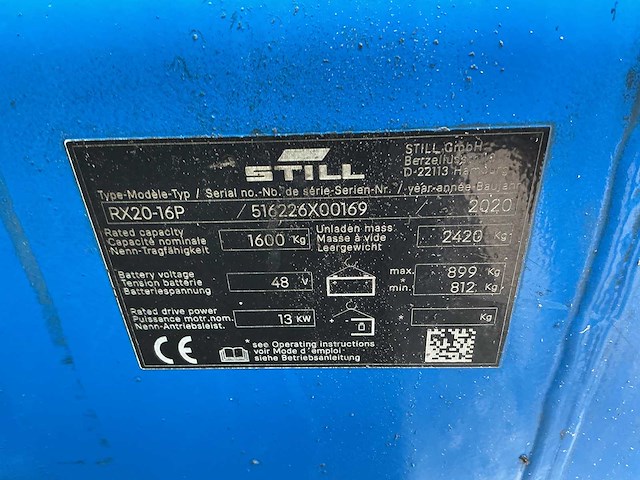 STILL
STILL GmbH
D-22113 Hamburg
Type-Modèle-Typ / Serial no.-Nb. de série-Serien-Nr. / year-année-Baujahr
RX20-16P / 516226X00169 / 2020
Rated capacity
Capacité nominale
Nenn-Tragfähigkeit
1600 Kg
Unladen mass
Masse à vide
Leergewicht
2420 Kg
Battery voltage
Tension batterie
Batteriespannung
48 V
max. 899 Kg
* min. 812 Kg
Rated drive power
Puissance motr.nom.
Nenn-Antriebsleist.
13 KW
* Kg
CE
*see Operating instructions
voir Mode d'emploi
siehe Betriebsanleitung